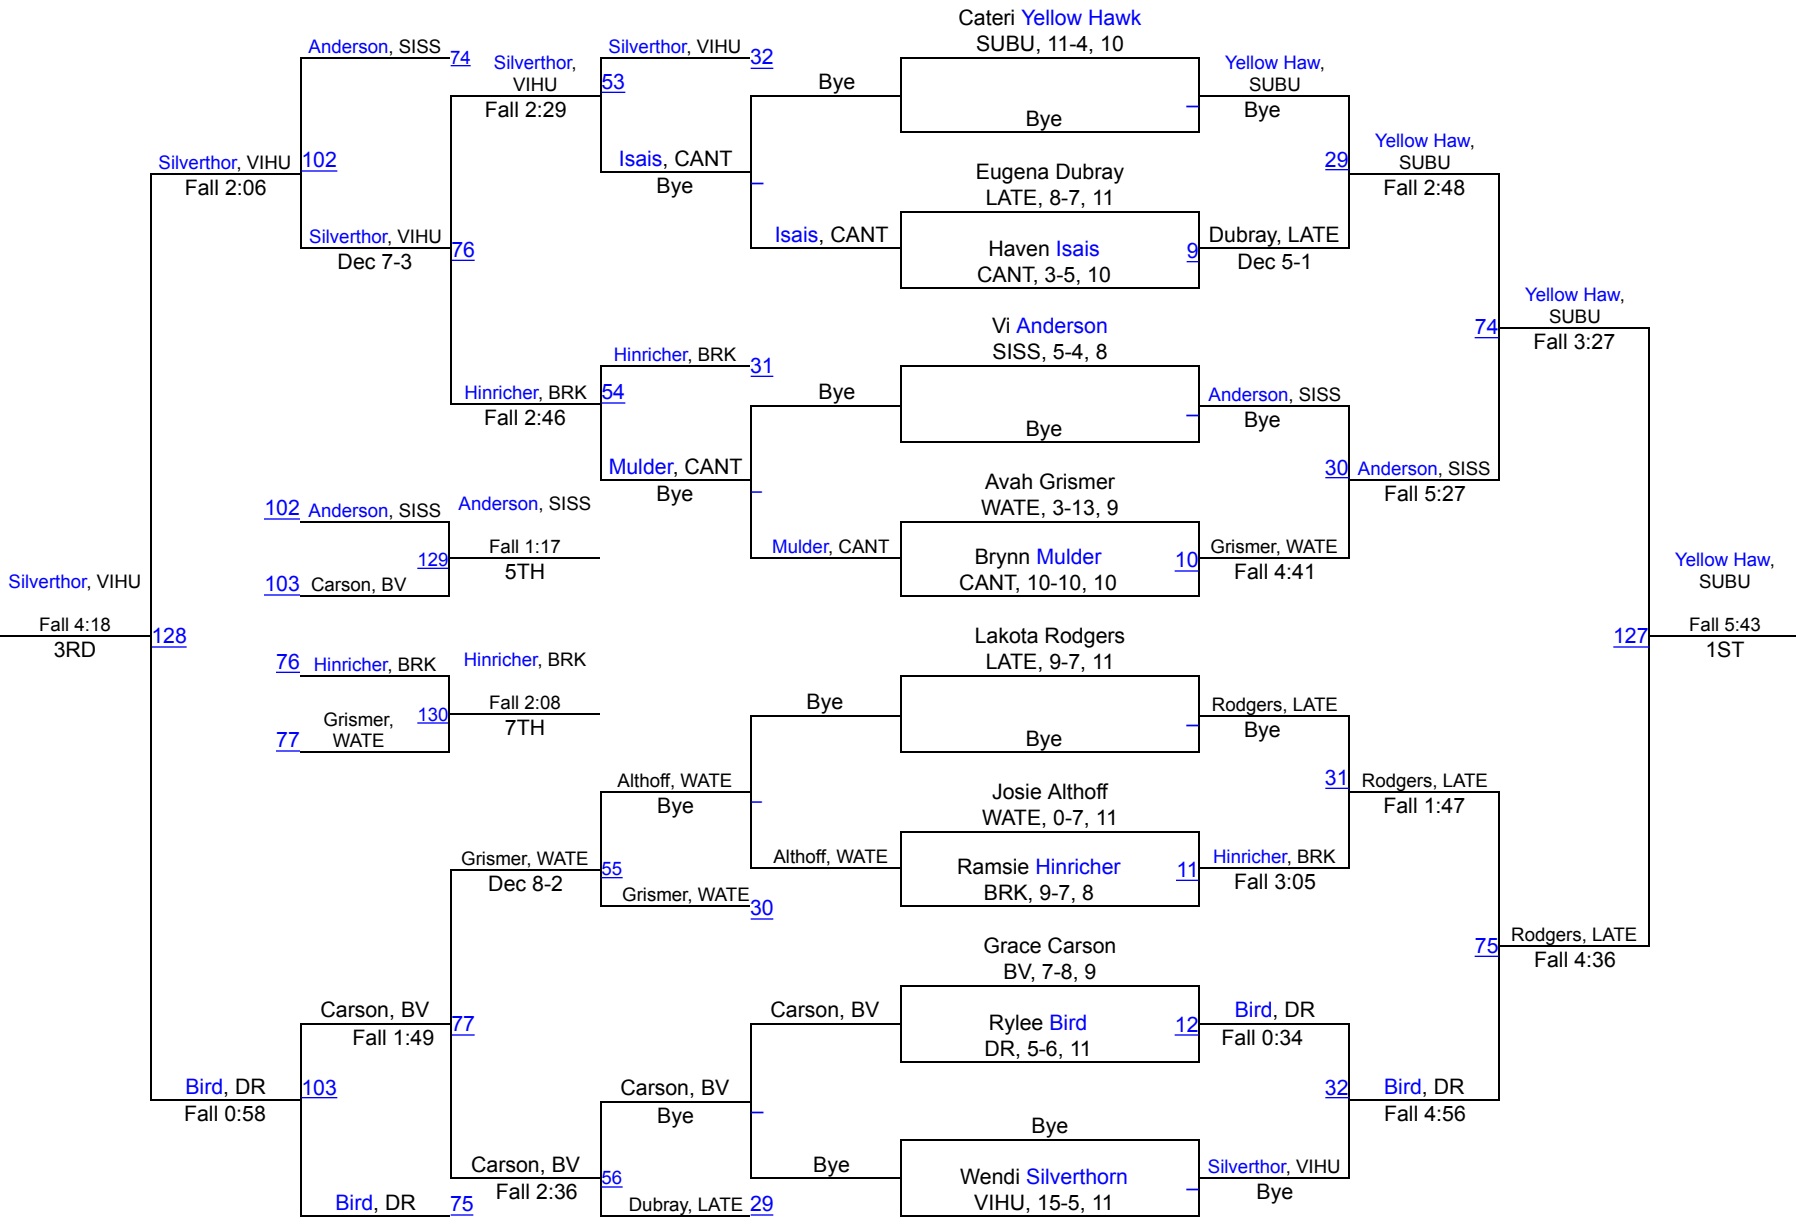 Cateri Yellow Hawk
SUBU, 11-4, 10
Bye
Eugena Dubray
LATE, 8-7, 11
Haven Isais
CANT, 3-5, 10
9
Vi Anderson
SISS, 5-4, 8
Bye
Avah Grismer
WATE, 3-13, 9
Brynn Mulder
CANT, 10-10, 10
10
Lakota Rodgers
LATE, 9-7, 11
Bye
Josie Althoff
WATE, 0-7, 11
Ramsie Hinricher
BRK, 9-7, 8
11
Grace Carson
BV, 7-8, 9
Rylee Bird
DR, 5-6, 11
12
Bye
Wendi Silverthorn
VIHU, 15-5, 11
Yellow Haw,
SUBU
Bye
29
Dubray, LATE
Dec 5-1
Anderson, SISS
Bye
30
Grismer, WATE
Fall 4:41
Rodgers, LATE
Bye
31
Hinricher, BRK
Fall 3:05
Bird, DR
Fall 0:34
32
Silverthor, VIHU
Bye
Yellow Haw,
SUBU
Fall 2:48
74
Anderson, SISS
Fall 5:27
Rodgers, LATE
Fall 1:47
75
Bird, DR
Fall 4:56
Yellow Haw,
SUBU
Fall 3:27
127
Rodgers, LATE
Fall 4:36
Yellow Haw,
SUBU
Fall 5:43
1ST
Bye
Isais, CANT
Bye
Mulder, CANT
Bye
Althoff, WATE
Carson, BV
Bye
Silverthor, VIHU 32
53
Isais, CANT
Bye
Hinricher, BRK 31
54
Mulder, CANT
Bye
Althoff, WATE
Bye
55
Grismer, WATE 30
Carson, BV
Bye
56
Dubray, LATE 29
Silverthor,
VIHU
Fall 2:29
76
Hinricher, BRK
Fall 2:46
Grismer, WATE
Dec 8-2
77
Carson, BV
Fall 2:36
Anderson, SISS 74
102
Silverthor, VIHU
Dec 7-3
Carson, BV
Fall 1:49
103
Bird, DR 75
Silverthor, VIHU
Fall 2:06
128
Bird, DR
Fall 0:58
Silverthor, VIHU
Fall 4:18
3RD
102 Anderson, SISS
129
103 Carson, BV
Anderson, SISS
Fall 1:17
5TH
76 Hinricher, BRK
130
77 Grismer,
WATE
Hinricher, BRK
Fall 2:08
7TH